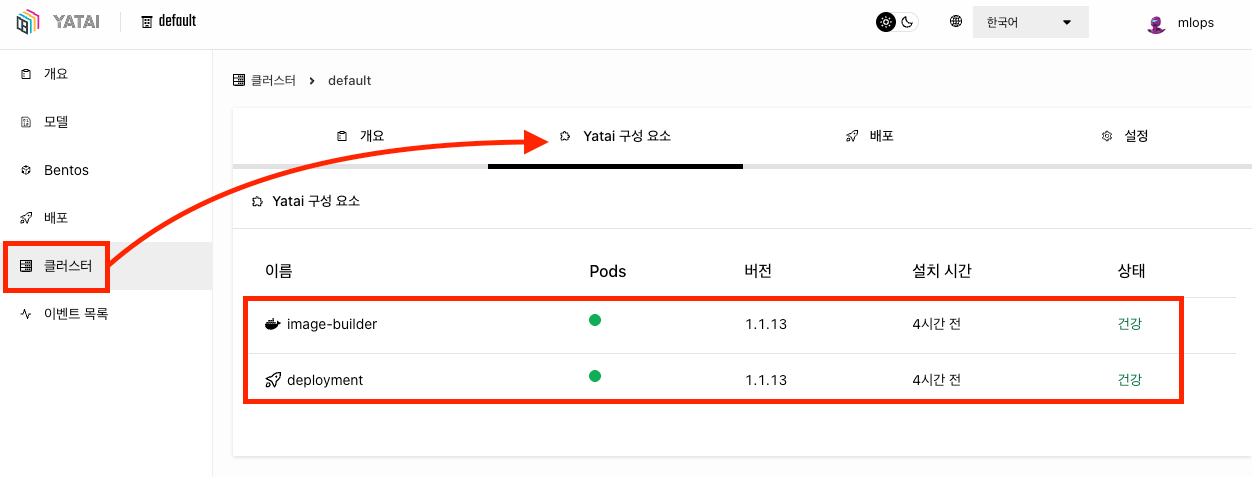 YATAI default 한국어 mlops
개요
모델
Bentos
배포
클러스터
이벤트 목록
클러스터 > default
개요 Yatai 구성 요소 배포 설정
Yatai 구성 요소
이름 Pods 버전 설치 시간 상태
image-builder 1.1.13 4시간 전 건강
deployment 1.1.13 4시간 전 건강